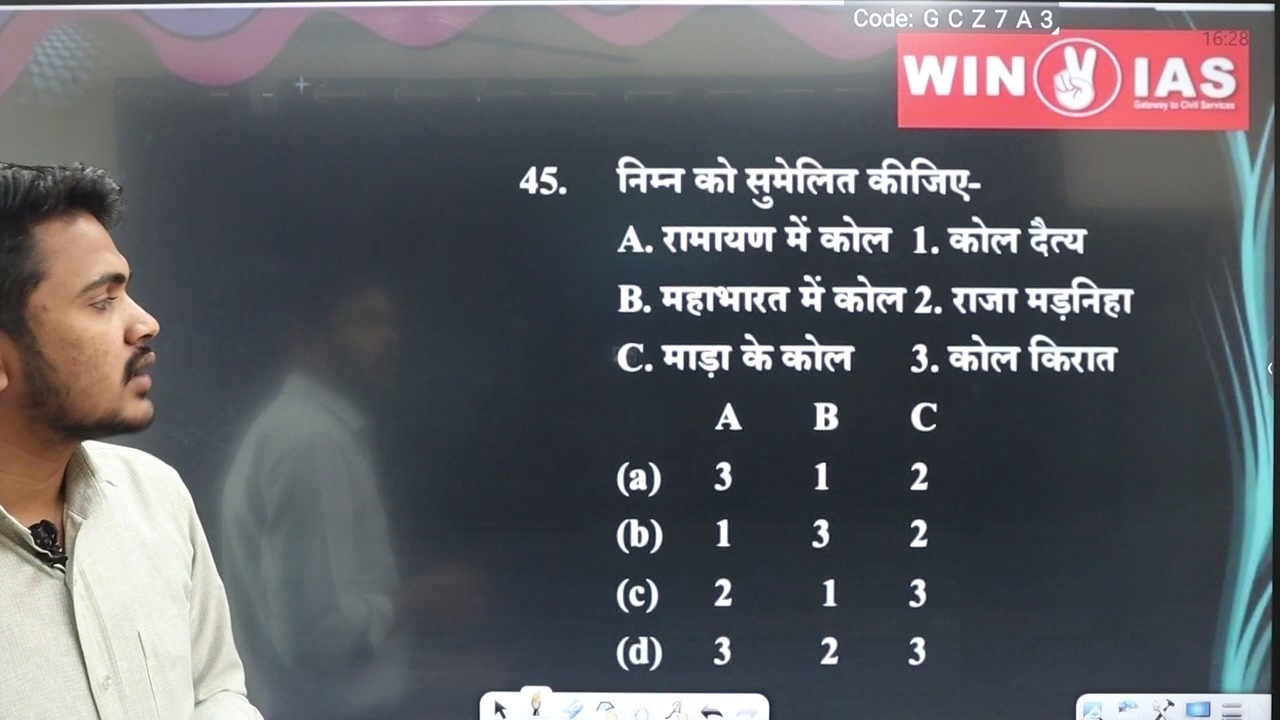 Code: G C Z 7 A 3
16:28
WIN IAS
Gateway to Civil Services
45. निम्न को सुमेलित कीजिए-
A. रामायण में कोल 1. कोल दैत्य
B. महाभारत में कोल 2. राजा मड़निहा
C. माड़ा के कोल 3. कोल किरात
A B C
(a) 3 1 2
(b) 1 3 2
(c) 2 1 3
(d) 3 2 3